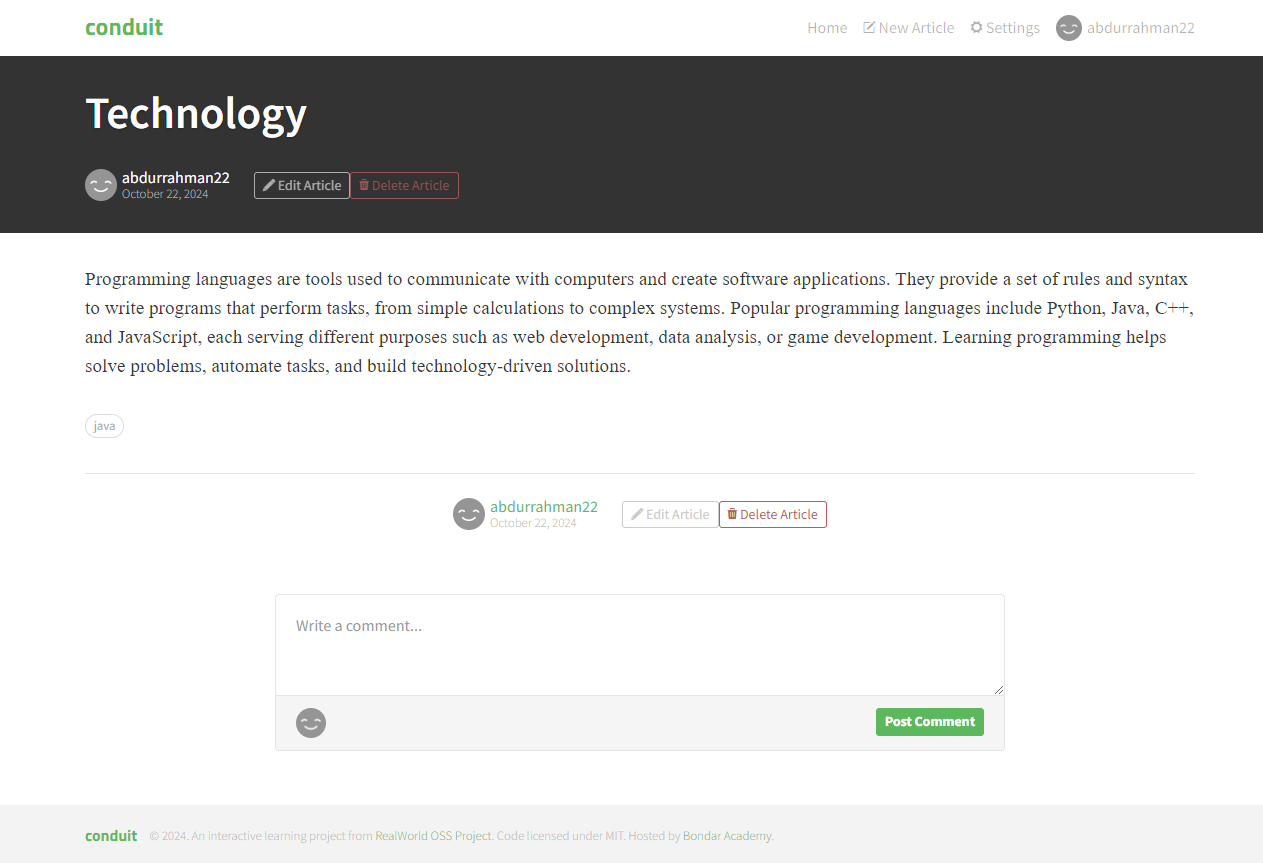 conduit
Home New Article Settings abdurrahman22
Technology
abdurrahman22
October 22, 2024
Edit Article Delete Article
Programming languages are tools used to communicate with computers and create software applications. They provide a set of rules and syntax
to write programs that perform tasks, from simple calculations to complex systems. Popular programming languages include Python, Java, C++,
and JavaScript, each serving different purposes such as web development, data analysis, or game development. Learning programming helps
solve problems, automate tasks, and build technology-driven solutions.
java
abdurrahman22
October 22, 2024
Edit Article Delete Article
Write a comment...
Post Comment
conduit © 2024. An interactive learning project from RealWorld OSS Project. Code licensed under MIT. Hosted by Bondar Academy.